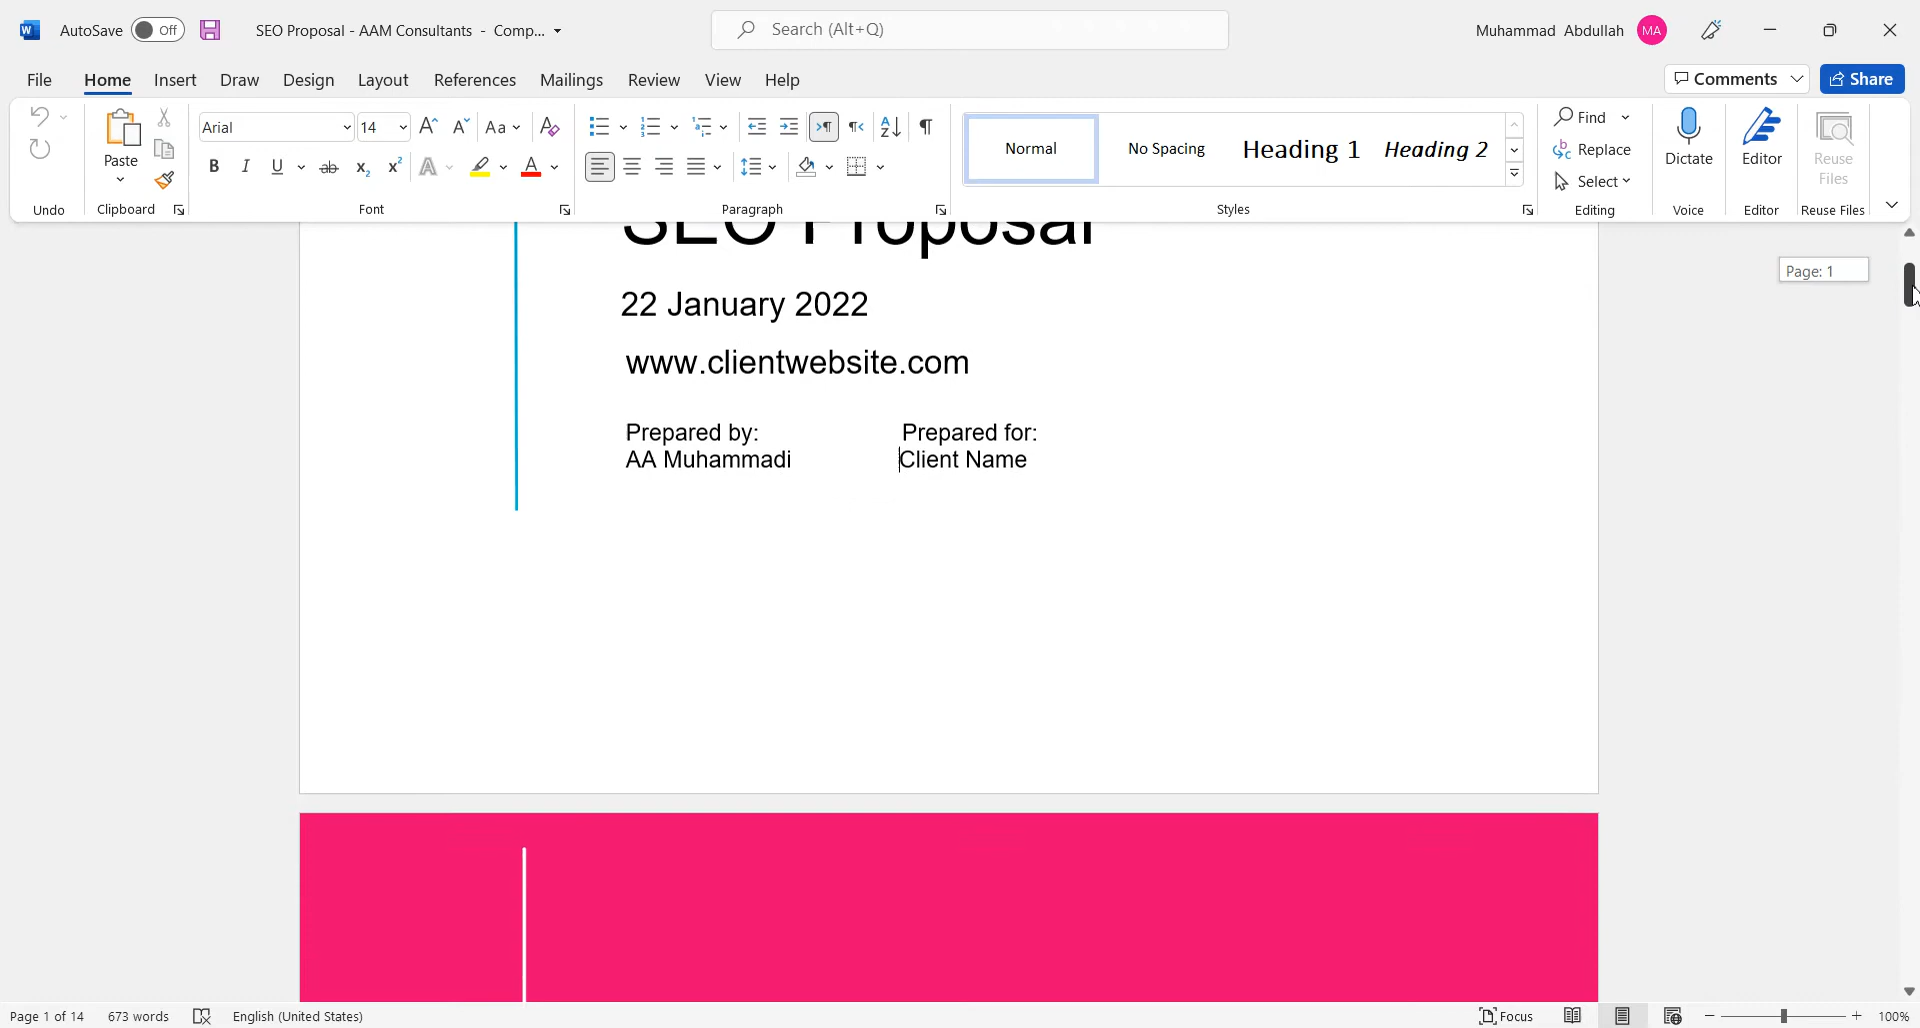 AutoSave Off SEO Proposal - AAM Consultants - Comp... Search (Alt+Q) Muhammad Abdullah MA
File Home Insert Draw Design Layout References Mailings Review View Help Comments Share
Paste
Arial 14 Aa
Normal No Spacing Heading 1 Heading 2
Find
Replace
Select
Dictate
Editor
Reuse
Files
Undo Clipboard Font Paragraph Styles Editing Voice Editor Reuse Files
SEO Proposal
Page: 1
22 January 2022
www.clientwebsite.com
Prepared by: Prepared for:
AA Muhammadi Client Name
Page 1 of 14 673 words English (United States) Focus 100%